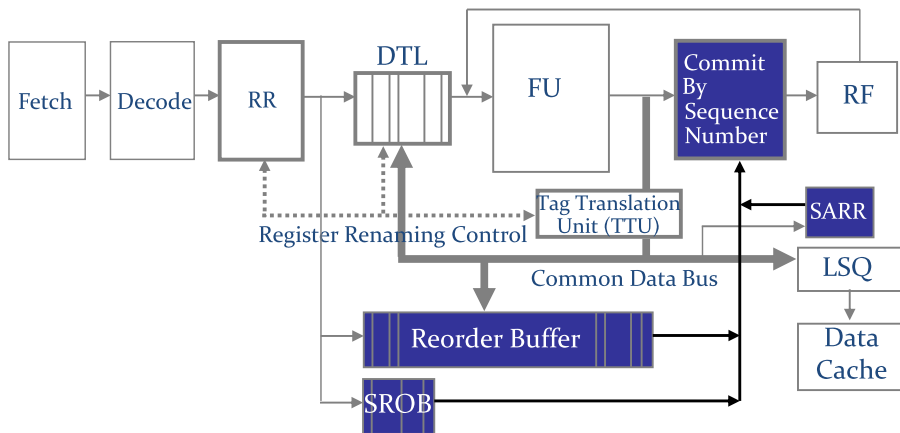 DTL
Fetch
Decode
RR
FU
Commit
By
Sequence
Number
RF
Tag Translation
Unit (TTU)
SARR
Register Renaming Control
Common Data Bus
LSQ
Reorder Buffer
Data
Cache
SROB